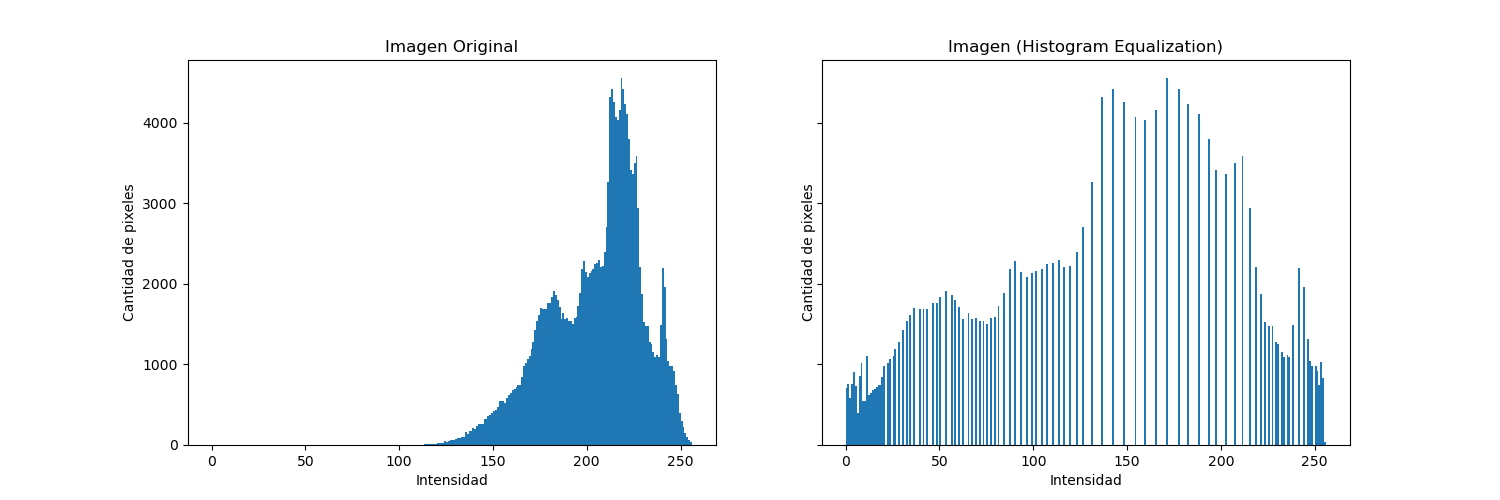 Imagen Original
Cantidad de pixeles
4000
3000
2000
1000
0
0 50 100 150 200 250
Intensidad
Imagen (Histogram Equalization)
Cantidad de pixeles
0 50 100 150 200 250
Intensidad